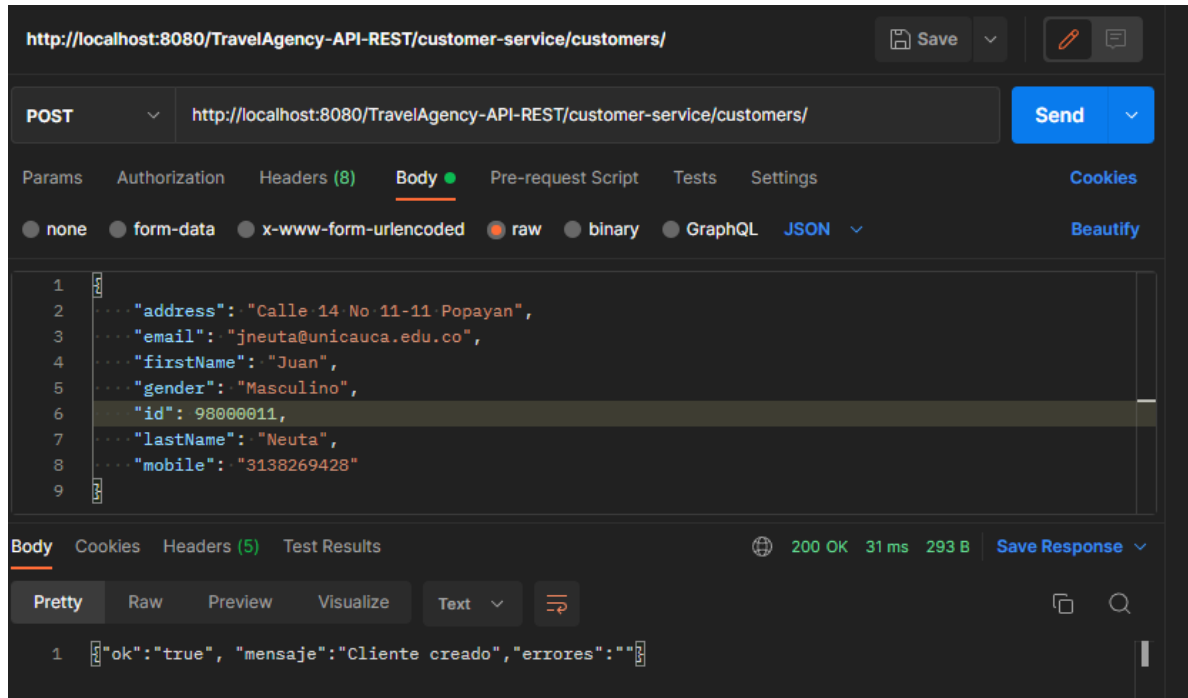 http://localhost:8080/TravelAgency-API-REST/customer-service/customers/ Save
POST http://localhost:8080/TravelAgency-API-REST/customer-service/customers/ Send
Params Authorization Headers (8) Body Pre-request Script Tests Settings Cookies
none form-data x-www-form-urlencoded raw binary GraphQL JSON Beautify
1 {
2 "address": "Calle 14 No 11-11 Popayan",
3 "email": "jneuta@unicauca.edu.co",
4 "firstName": "Juan",
5 "gender": "Masculino",
6 "id": 98000011,
7 "lastName": "Neuta",
8 "mobile": "3138269428"
9 }
Body Cookies Headers (5) Test Results 200 OK 31 ms 293 B Save Response
Pretty Raw Preview Visualize Text
1 {"ok":"true", "mensaje":"Cliente creado","errores":""}